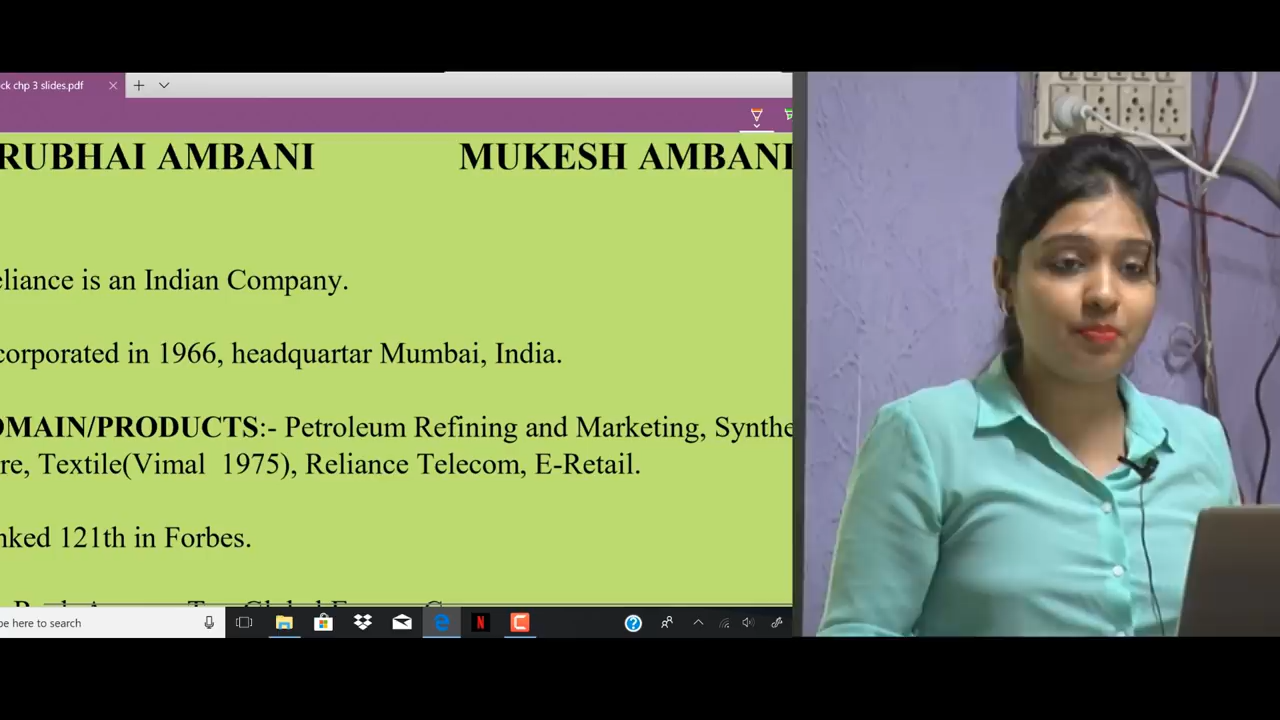 ck chp 3 slides.pdf
RUBHAI AMBANI MUKESH AMBANI
eliance is an Indian Company.
corporated in 1966, headquartar Mumbai, India.
OMAIN/PRODUCTS:- Petroleum Refining and Marketing, Synthe
re, Textile(Vimal 1975), Reliance Telecom, E-Retail.
nked 121th in Forbes.
pe here to search